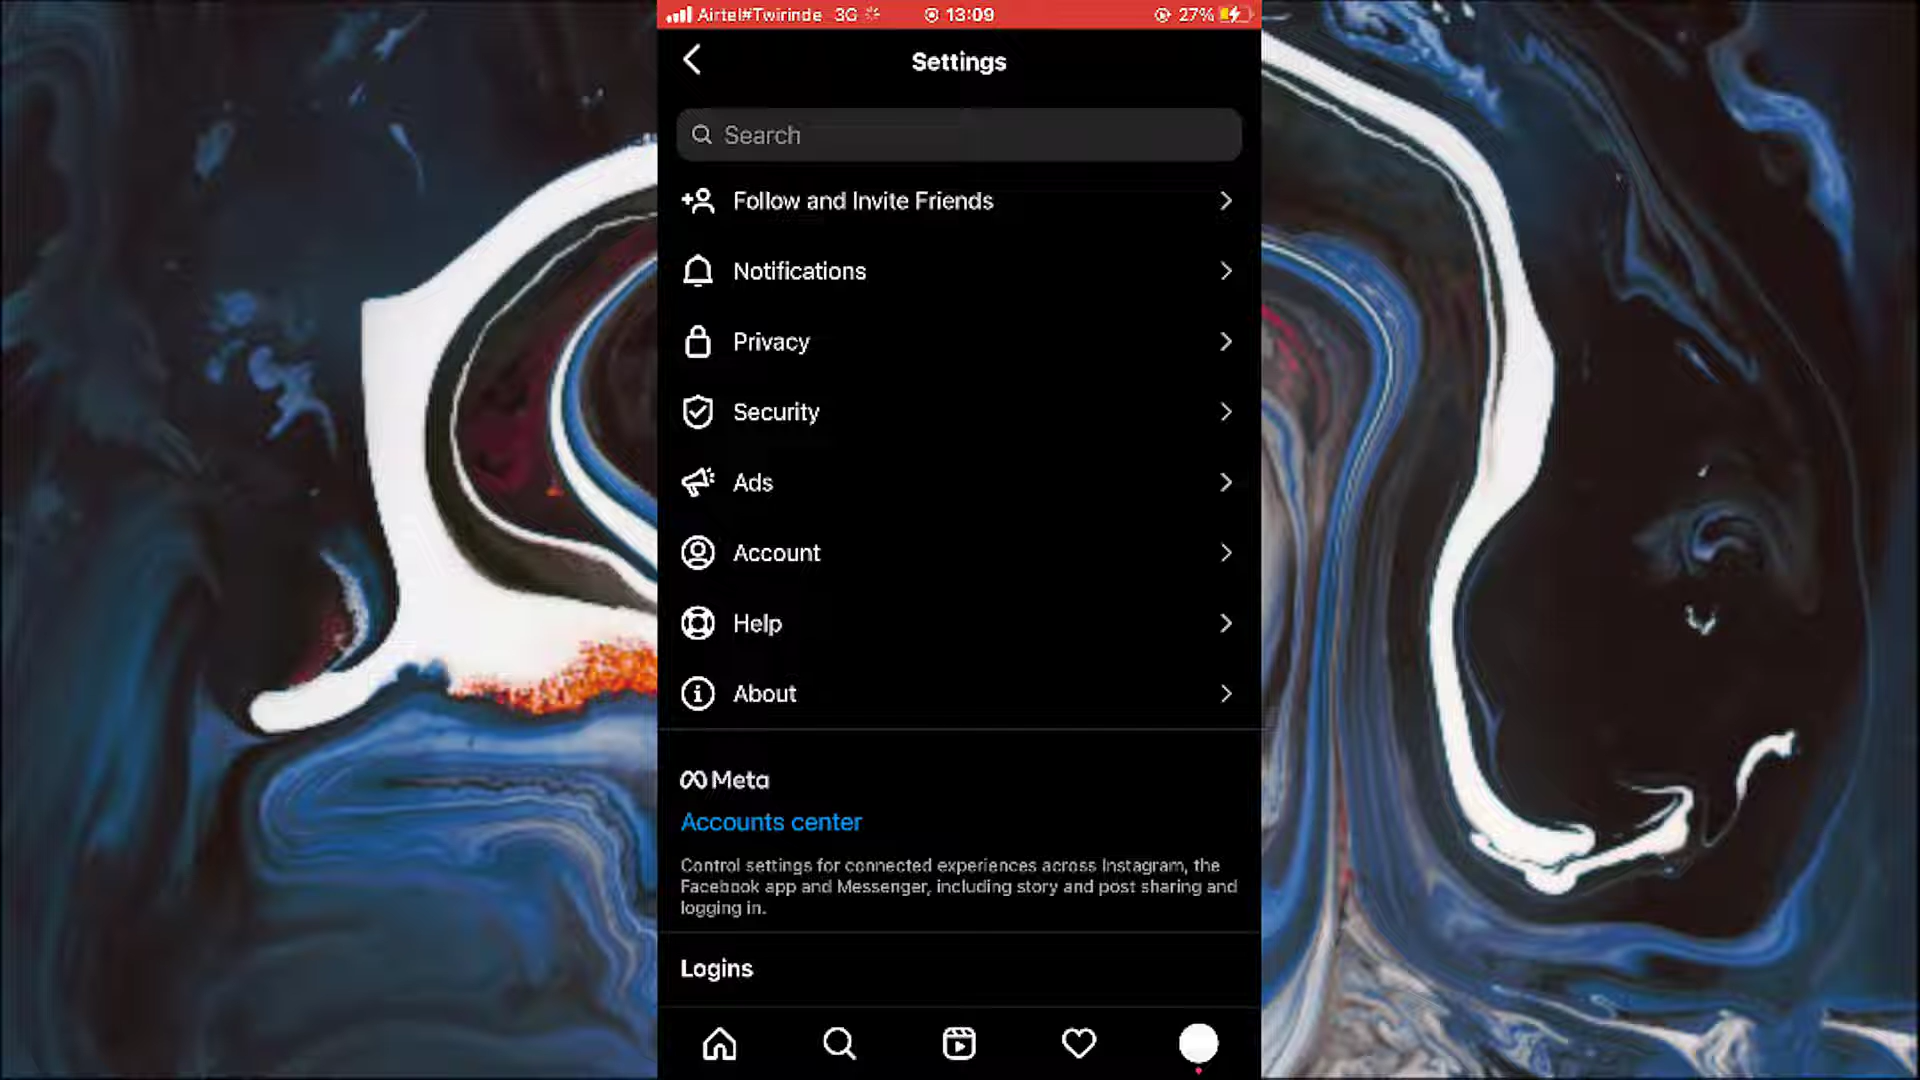 Airtel#Twirinde 3G 13:09 27%
Settings
Search
Follow and Invite Friends
Notifications
Privacy
Security
Ads
Account
Help
About
Meta
Accounts center
Control settings for connected experiences across Instagram, the
Facebook app and Messenger, including story and post sharing and
logging in.
Logins